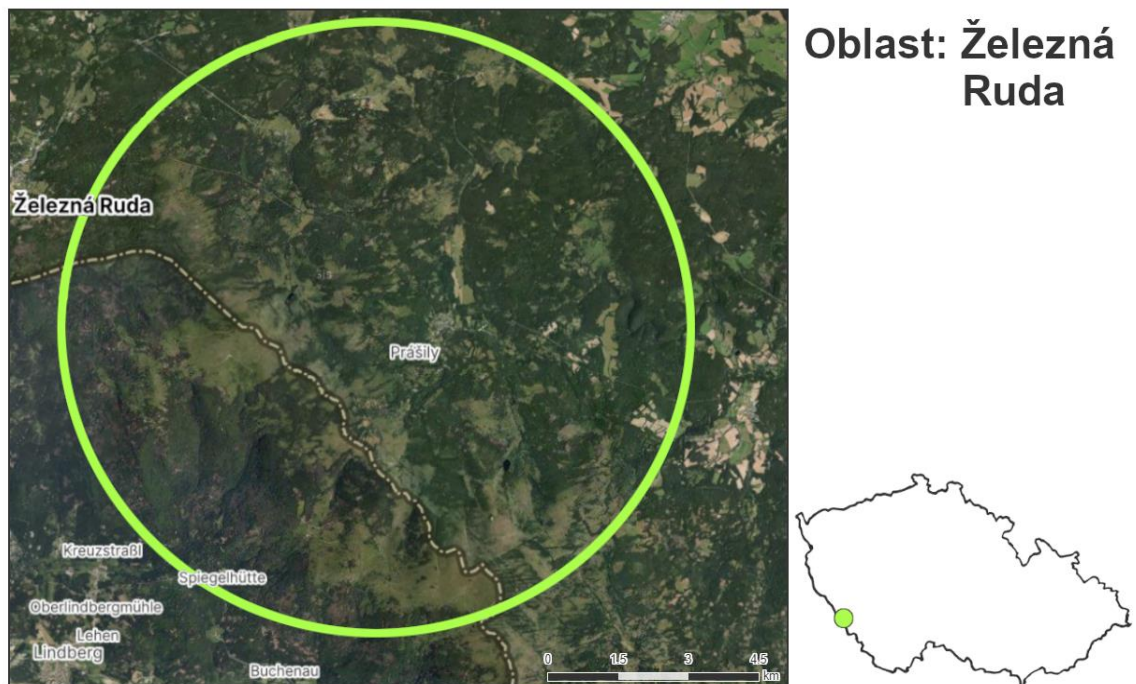 Oblast: Železná
Ruda
Železná Ruda
Prášily
Kreuzstraßl
Spiegelhütte
Oberlindbergmühle
Lehen
Lindberg
Buchenau
0 1.5 3 4.5
km